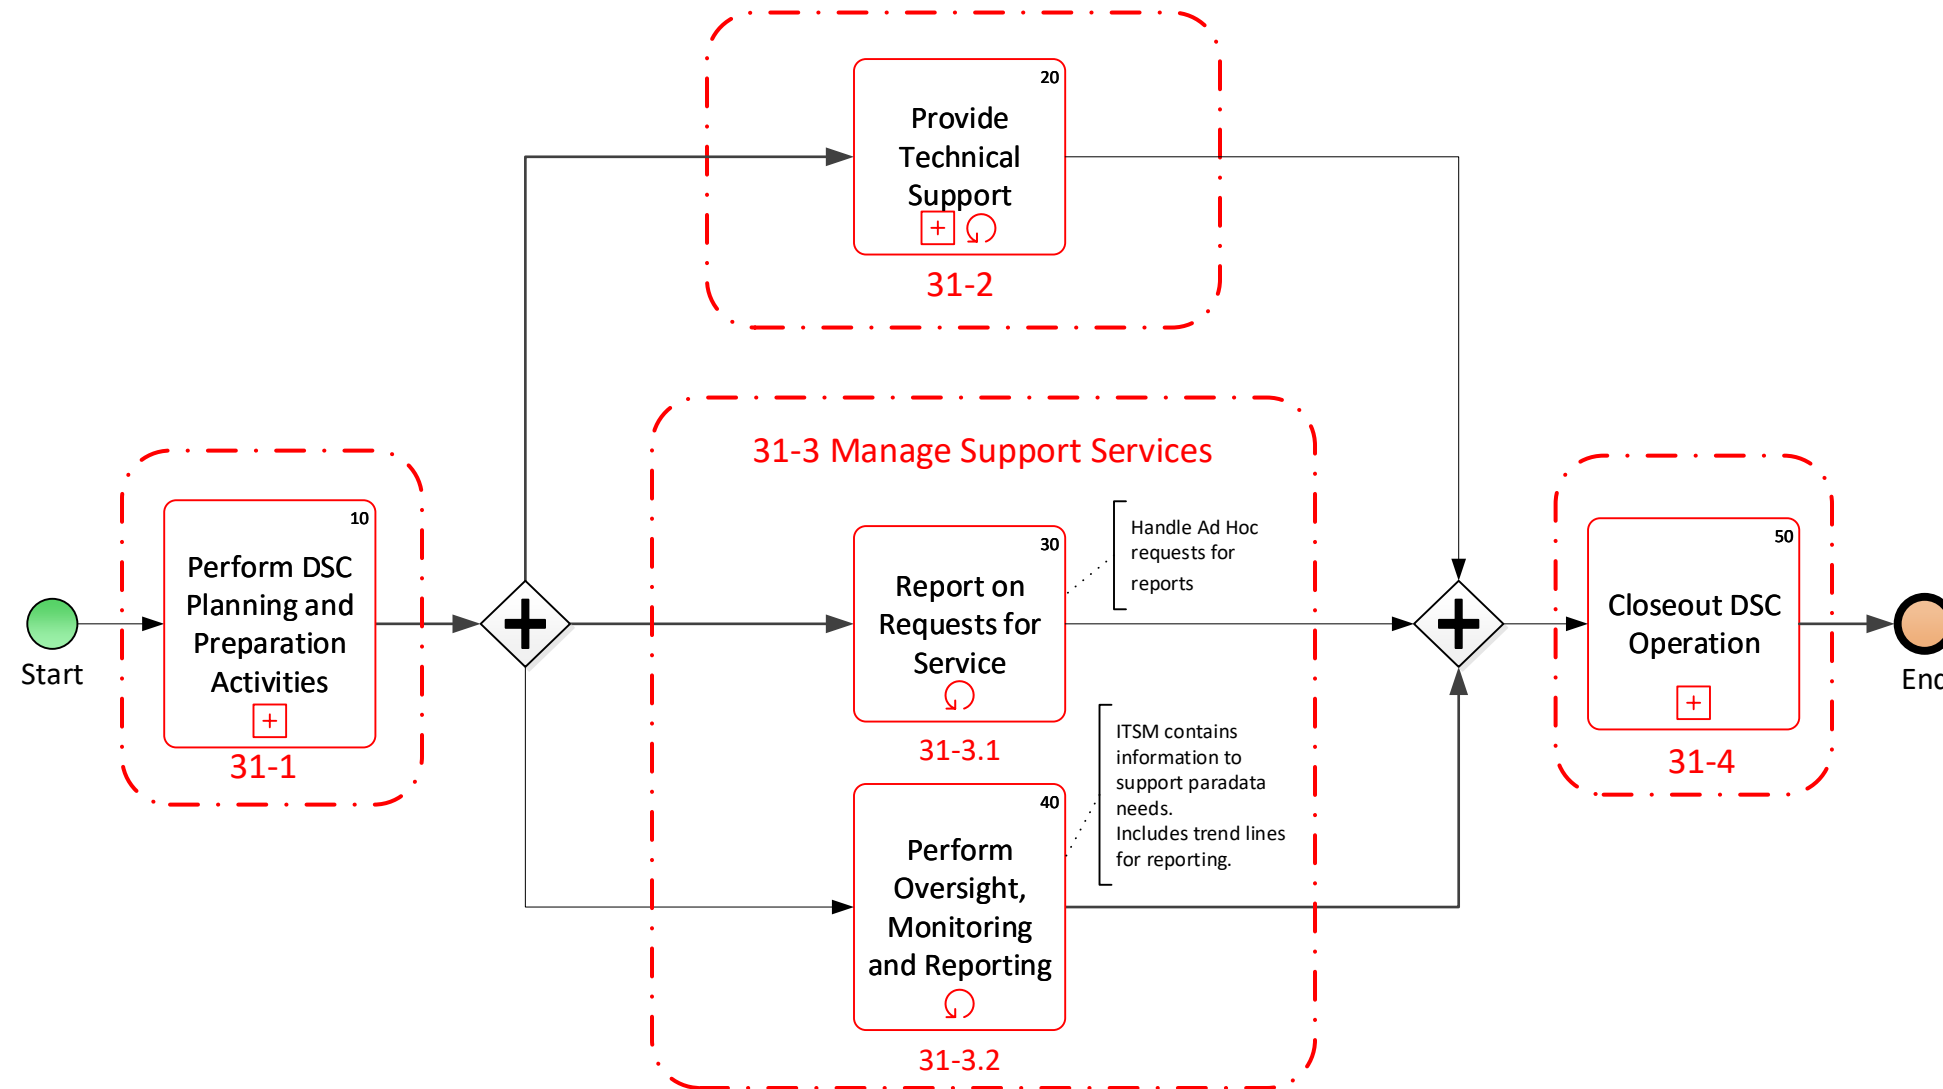 20
Provide
Technical
Support
31-2
31-3 Manage Support Services
10
Perform DSC
Planning and
Preparation
Activities
31-1
Start
30
Report on
Requests for
Service
31-3.1
Handle Ad Hoc
requests for
reports
40
Perform
Oversight,
Monitoring
and Reporting
31-3.2
ITSM contains
information to
support paradata
needs.
Includes trend lines
for reporting.
50
Closeout DSC
Operation
31-4
End